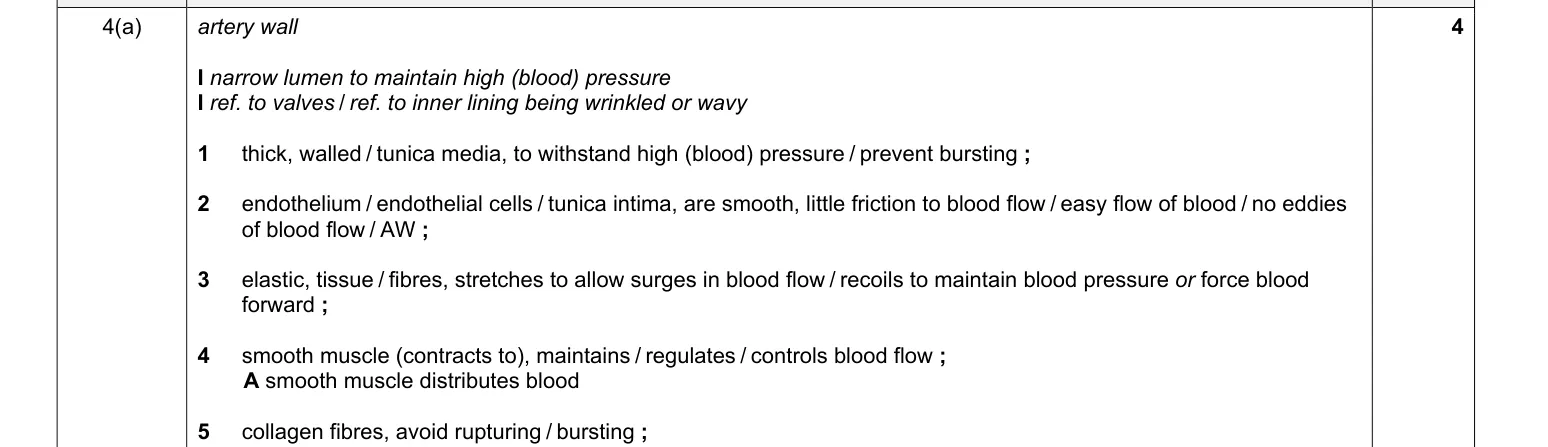 4(a)
artery wall
4
I narrow lumen to maintain high (blood) pressure
I ref. to valves / ref. to inner lining being wrinkled or wavy
1 thick, walled / tunica media, to withstand high (blood) pressure / prevent bursting ;
2 endothelium / endothelial cells / tunica intima, are smooth, little friction to blood flow / easy flow of blood / no eddies
of blood flow / AW ;
3 elastic, tissue / fibres, stretches to allow surges in blood flow / recoils to maintain blood pressure or force blood
forward ;
4 smooth muscle (contracts to), maintains / regulates / controls blood flow ;
A smooth muscle distributes blood
5 collagen fibres, avoid rupturing / bursting ;